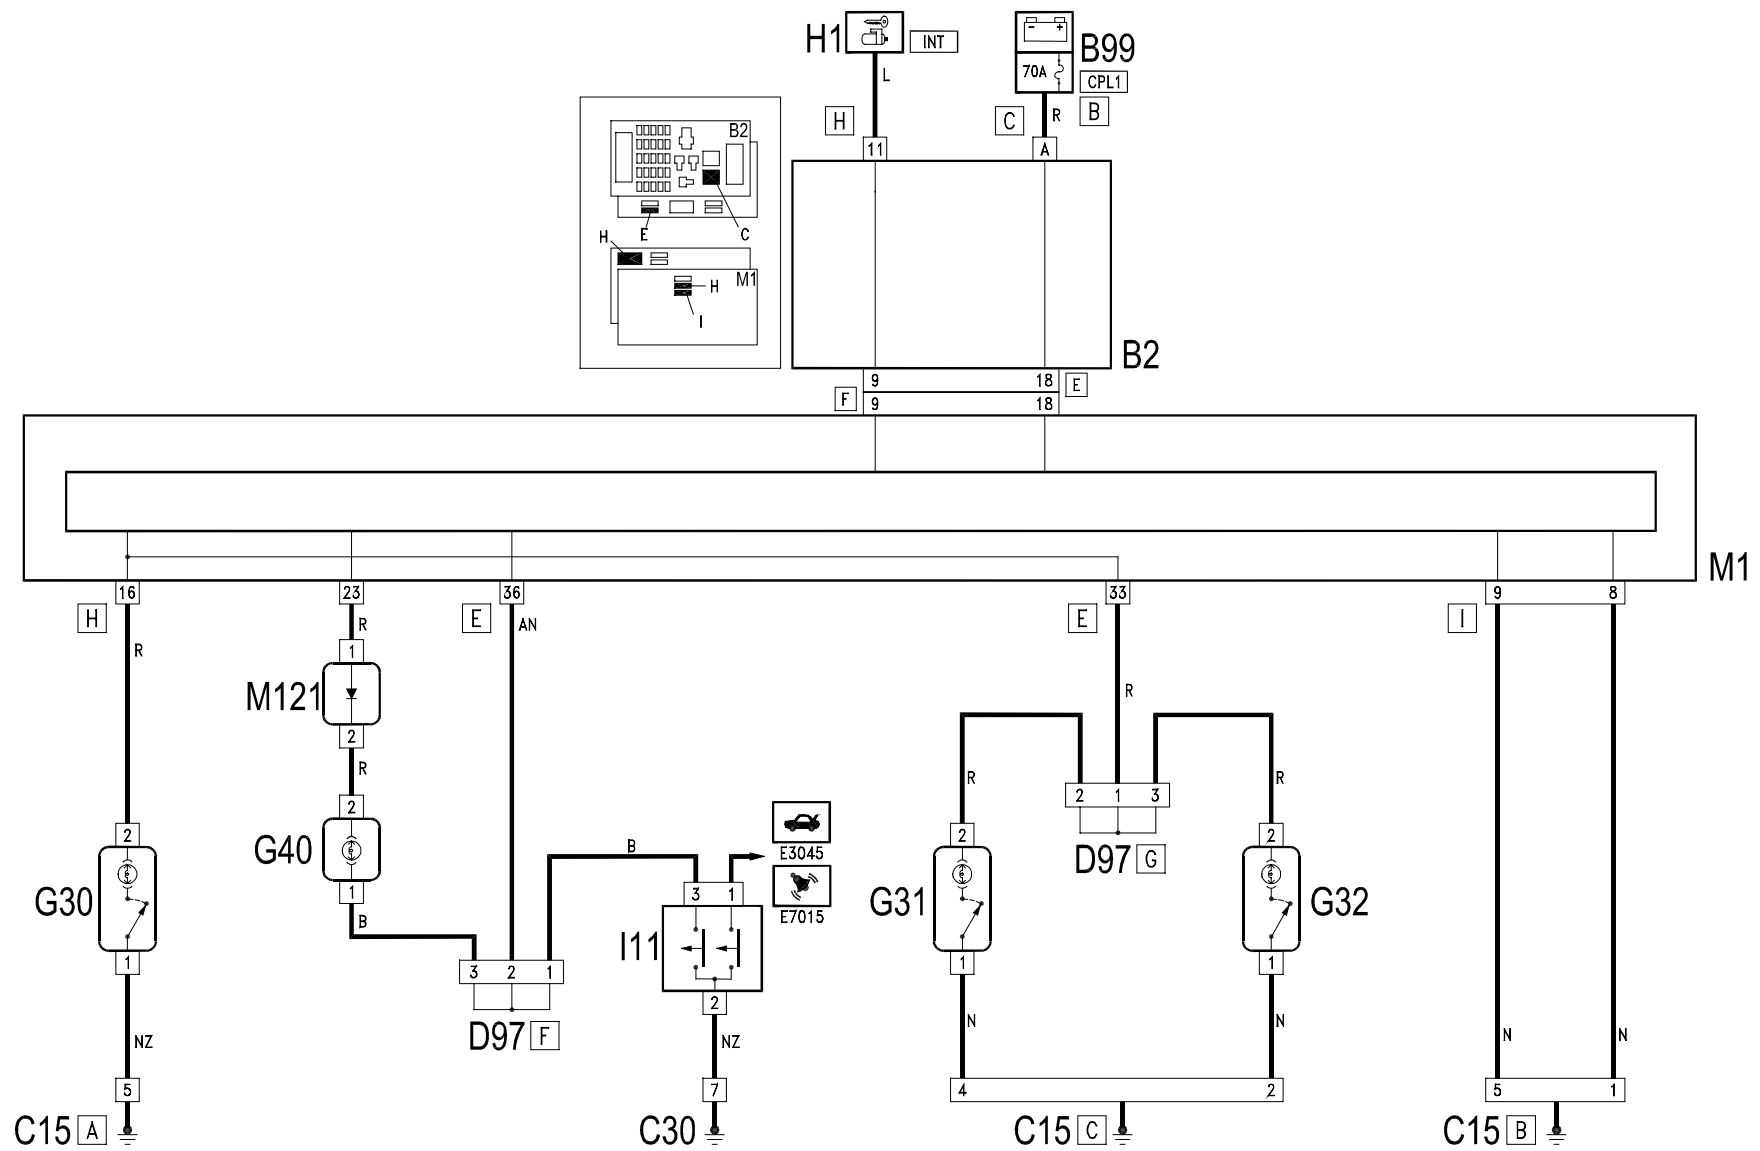 H1
INT
L
H
11
- +
70A
B99
CPL1
B
R
C
A
B2
E
C
H
M1
H
I
9
18
B2
E
F
9
18
M1
16
23
36
33
9
8
H
R
R
E
AN
E
R
I
1
M121
2
R
2
G40
1
B
2
G30
1
NZ
5
C15 A
3 2 1
D97 F
B
E3045
E7015
3 1
I11
2
NZ
7
C30
2 1 3
D97 G
R
R
2
G31
1
N
2
G32
1
N
4 2
C15 C
N
N
5 1
C15 B